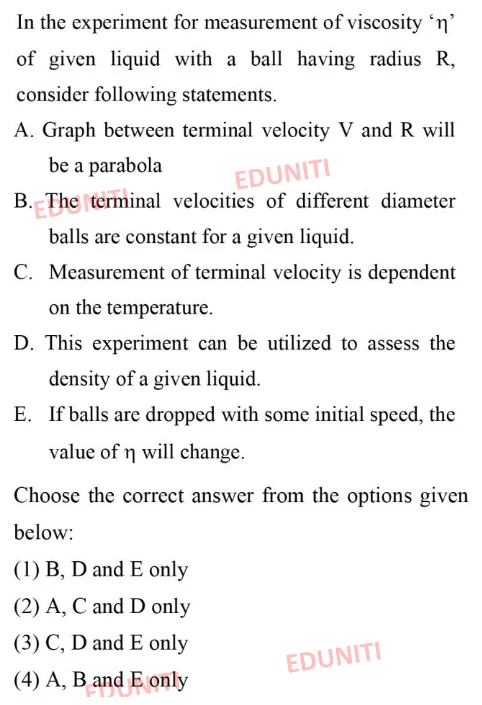 In the experiment for measurement of viscosity ‘η’
of given liquid with a ball having radius R,
consider following statements.
A. Graph between terminal velocity V and R will
be a parabola
EDUNITI
B. The terminal velocities of different diameter
EDUNITI
balls are constant for a given liquid.
C. Measurement of terminal velocity is dependent
on the temperature.
D. This experiment can be utilized to assess the
density of a given liquid.
E. If balls are dropped with some initial speed, the
value of η will change.
Choose the correct answer from the options given
below:
(1) B, D and E only
(2) A, C and D only
(3) C, D and E only
EDUNITI
(4) A, B and E only
EDUNITI